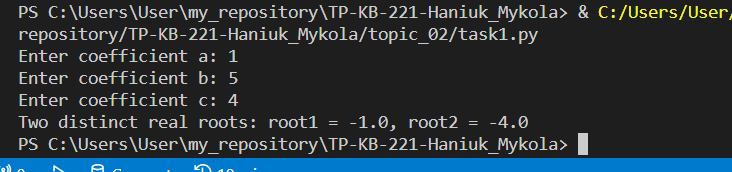 PS C:\Users\User\my_repository\TP-KB-221-Haniuk_Mykola> & C:/Users/User/
repository/TP-KB-221-Haniuk_Mykola/topic_02/task1.py
Enter coefficient a: 1
Enter coefficient b: 5
Enter coefficient c: 4
Two distinct real roots: root1 = -1.0, root2 = -4.0
PS C:\Users\User\my_repository\TP-KB-221-Haniuk_Mykola>